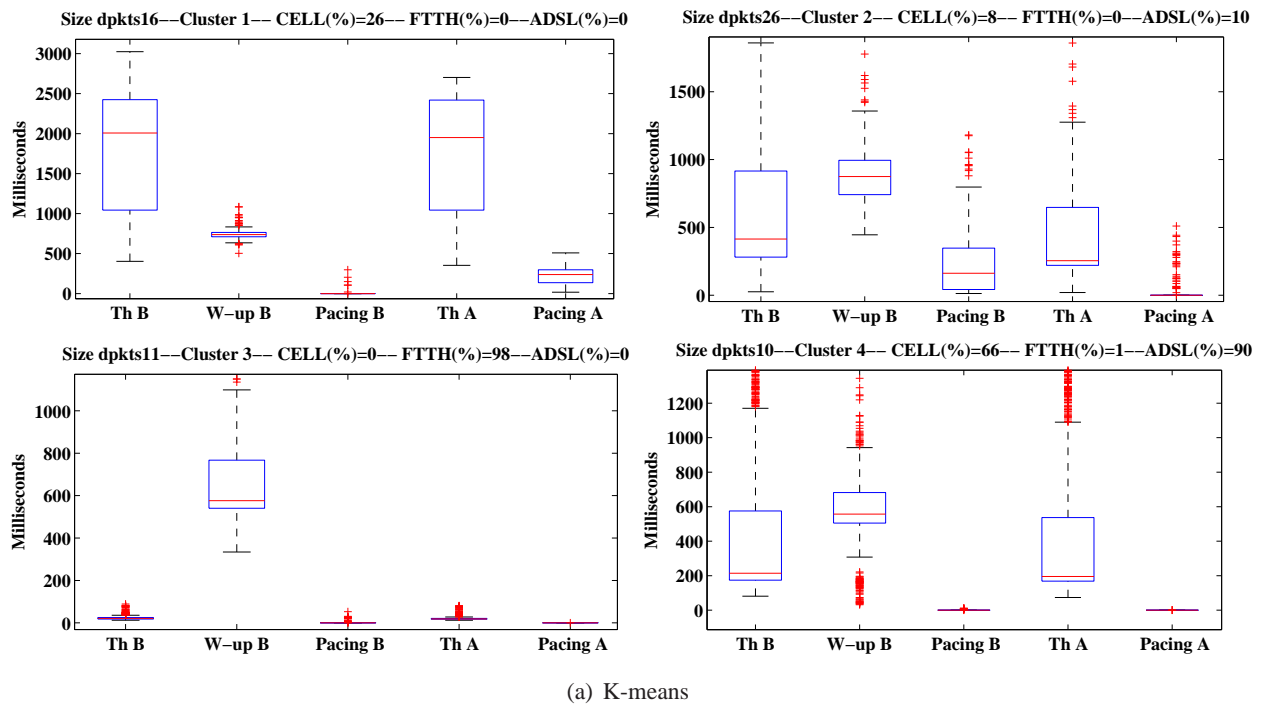 Size dpkts16−−Cluster 1−− CELL(%)=26−− FTTH(%)=0−−ADSL(%)=0
Milliseconds
3000
2500
2000
1500
1000
500
0
Th B W−up B Pacing B Th A Pacing A
Size dpkts26−−Cluster 2−− CELL(%)=8−− FTTH(%)=0−−ADSL(%)=10
Milliseconds
1500
1000
500
0
Th B W−up B Pacing B Th A Pacing A
Size dpkts11−−Cluster 3−− CELL(%)=0−− FTTH(%)=98−−ADSL(%)=0
Milliseconds
1000
800
600
400
200
0
Th B W−up B Pacing B Th A Pacing A
Size dpkts10−−Cluster 4−− CELL(%)=66−− FTTH(%)=1−−ADSL(%)=90
Milliseconds
1200
1000
800
600
400
200
0
Th B W−up B Pacing B Th A Pacing A
(a) K-means